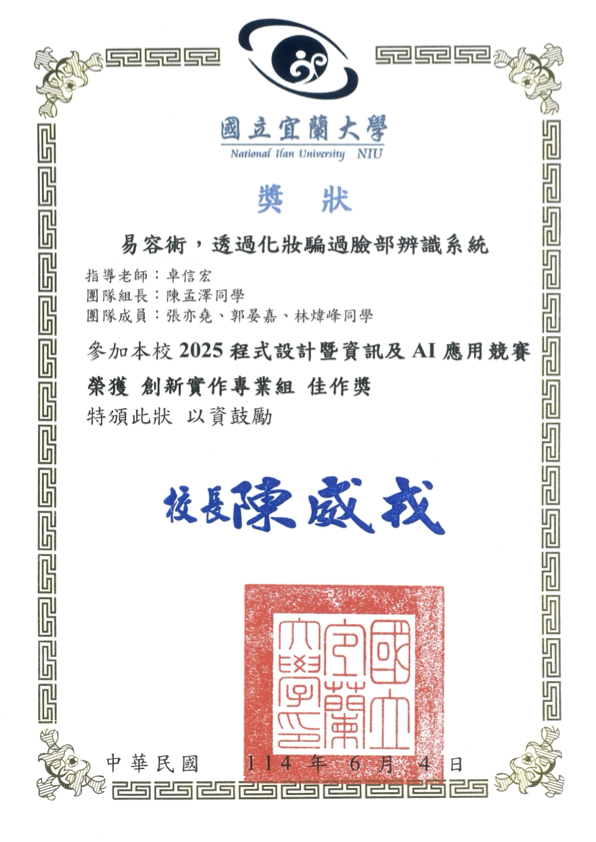 國立宜蘭大學
National Ilan University NIU
獎 狀
易容術，透過化妝騙過臉部辨識系統
指導老師：卓信宏
團隊組長：陳孟澤同學
團隊成員：張亦堯、郭晏嘉、林煒峰同學
參加本校 2025 程式設計暨資訊及 AI 應用競賽
榮獲 創新實作專業組 佳作獎
特頒此狀 以資鼓勵
校長 陳威戎
國立宜蘭大學印
中華民國 114 年 6 月 4 日